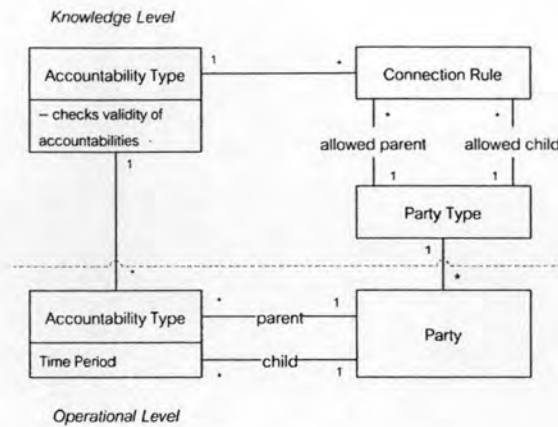 Knowledge Level
Accountability Type
1
*
Connection Rule
– checks validity of
accountabilities
*
*
allowed parent
allowed child
1
1
1
Party Type
1
*
*
Accountability Type
*
parent
1
Party
Time Period
*
child
1
Operational Level